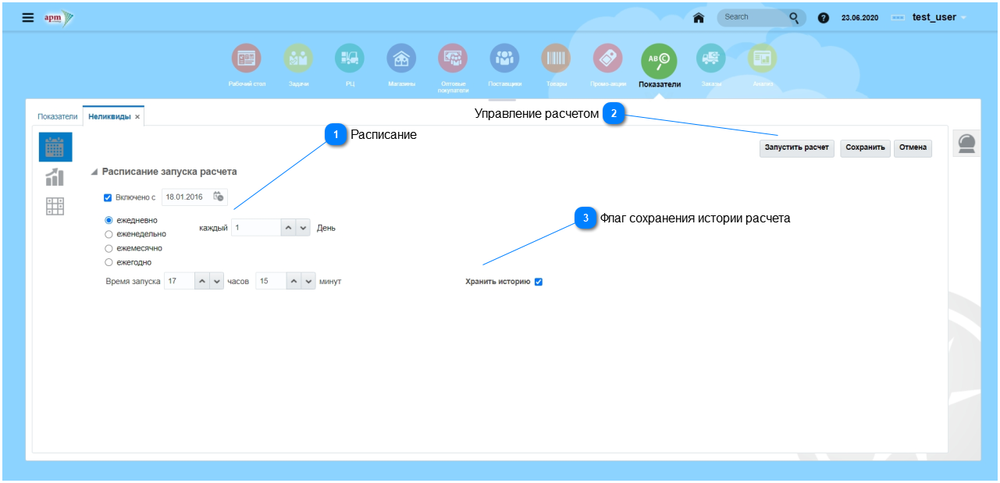 apm
Search
?
23.06.2020
test_user
Рабочий стол
Задачи
РЦ
Магазины
Оптовые
покупатели
Поставщики
Товары
Промо-акции
АВС
Показатели
Заказы
Анализ
Показатели
Неликвиды ×
Управление расчетом 2
1 Расписание
Запустить расчет
Сохранить
Отмена
Расписание запуска расчета
Включено с 18.01.2016
ежедневно
еженедельно
ежемесячно
ежегодно
каждый 1 День
3 Флаг сохранения истории расчета
Время запуска 17 часов 15 минут
Хранить историю